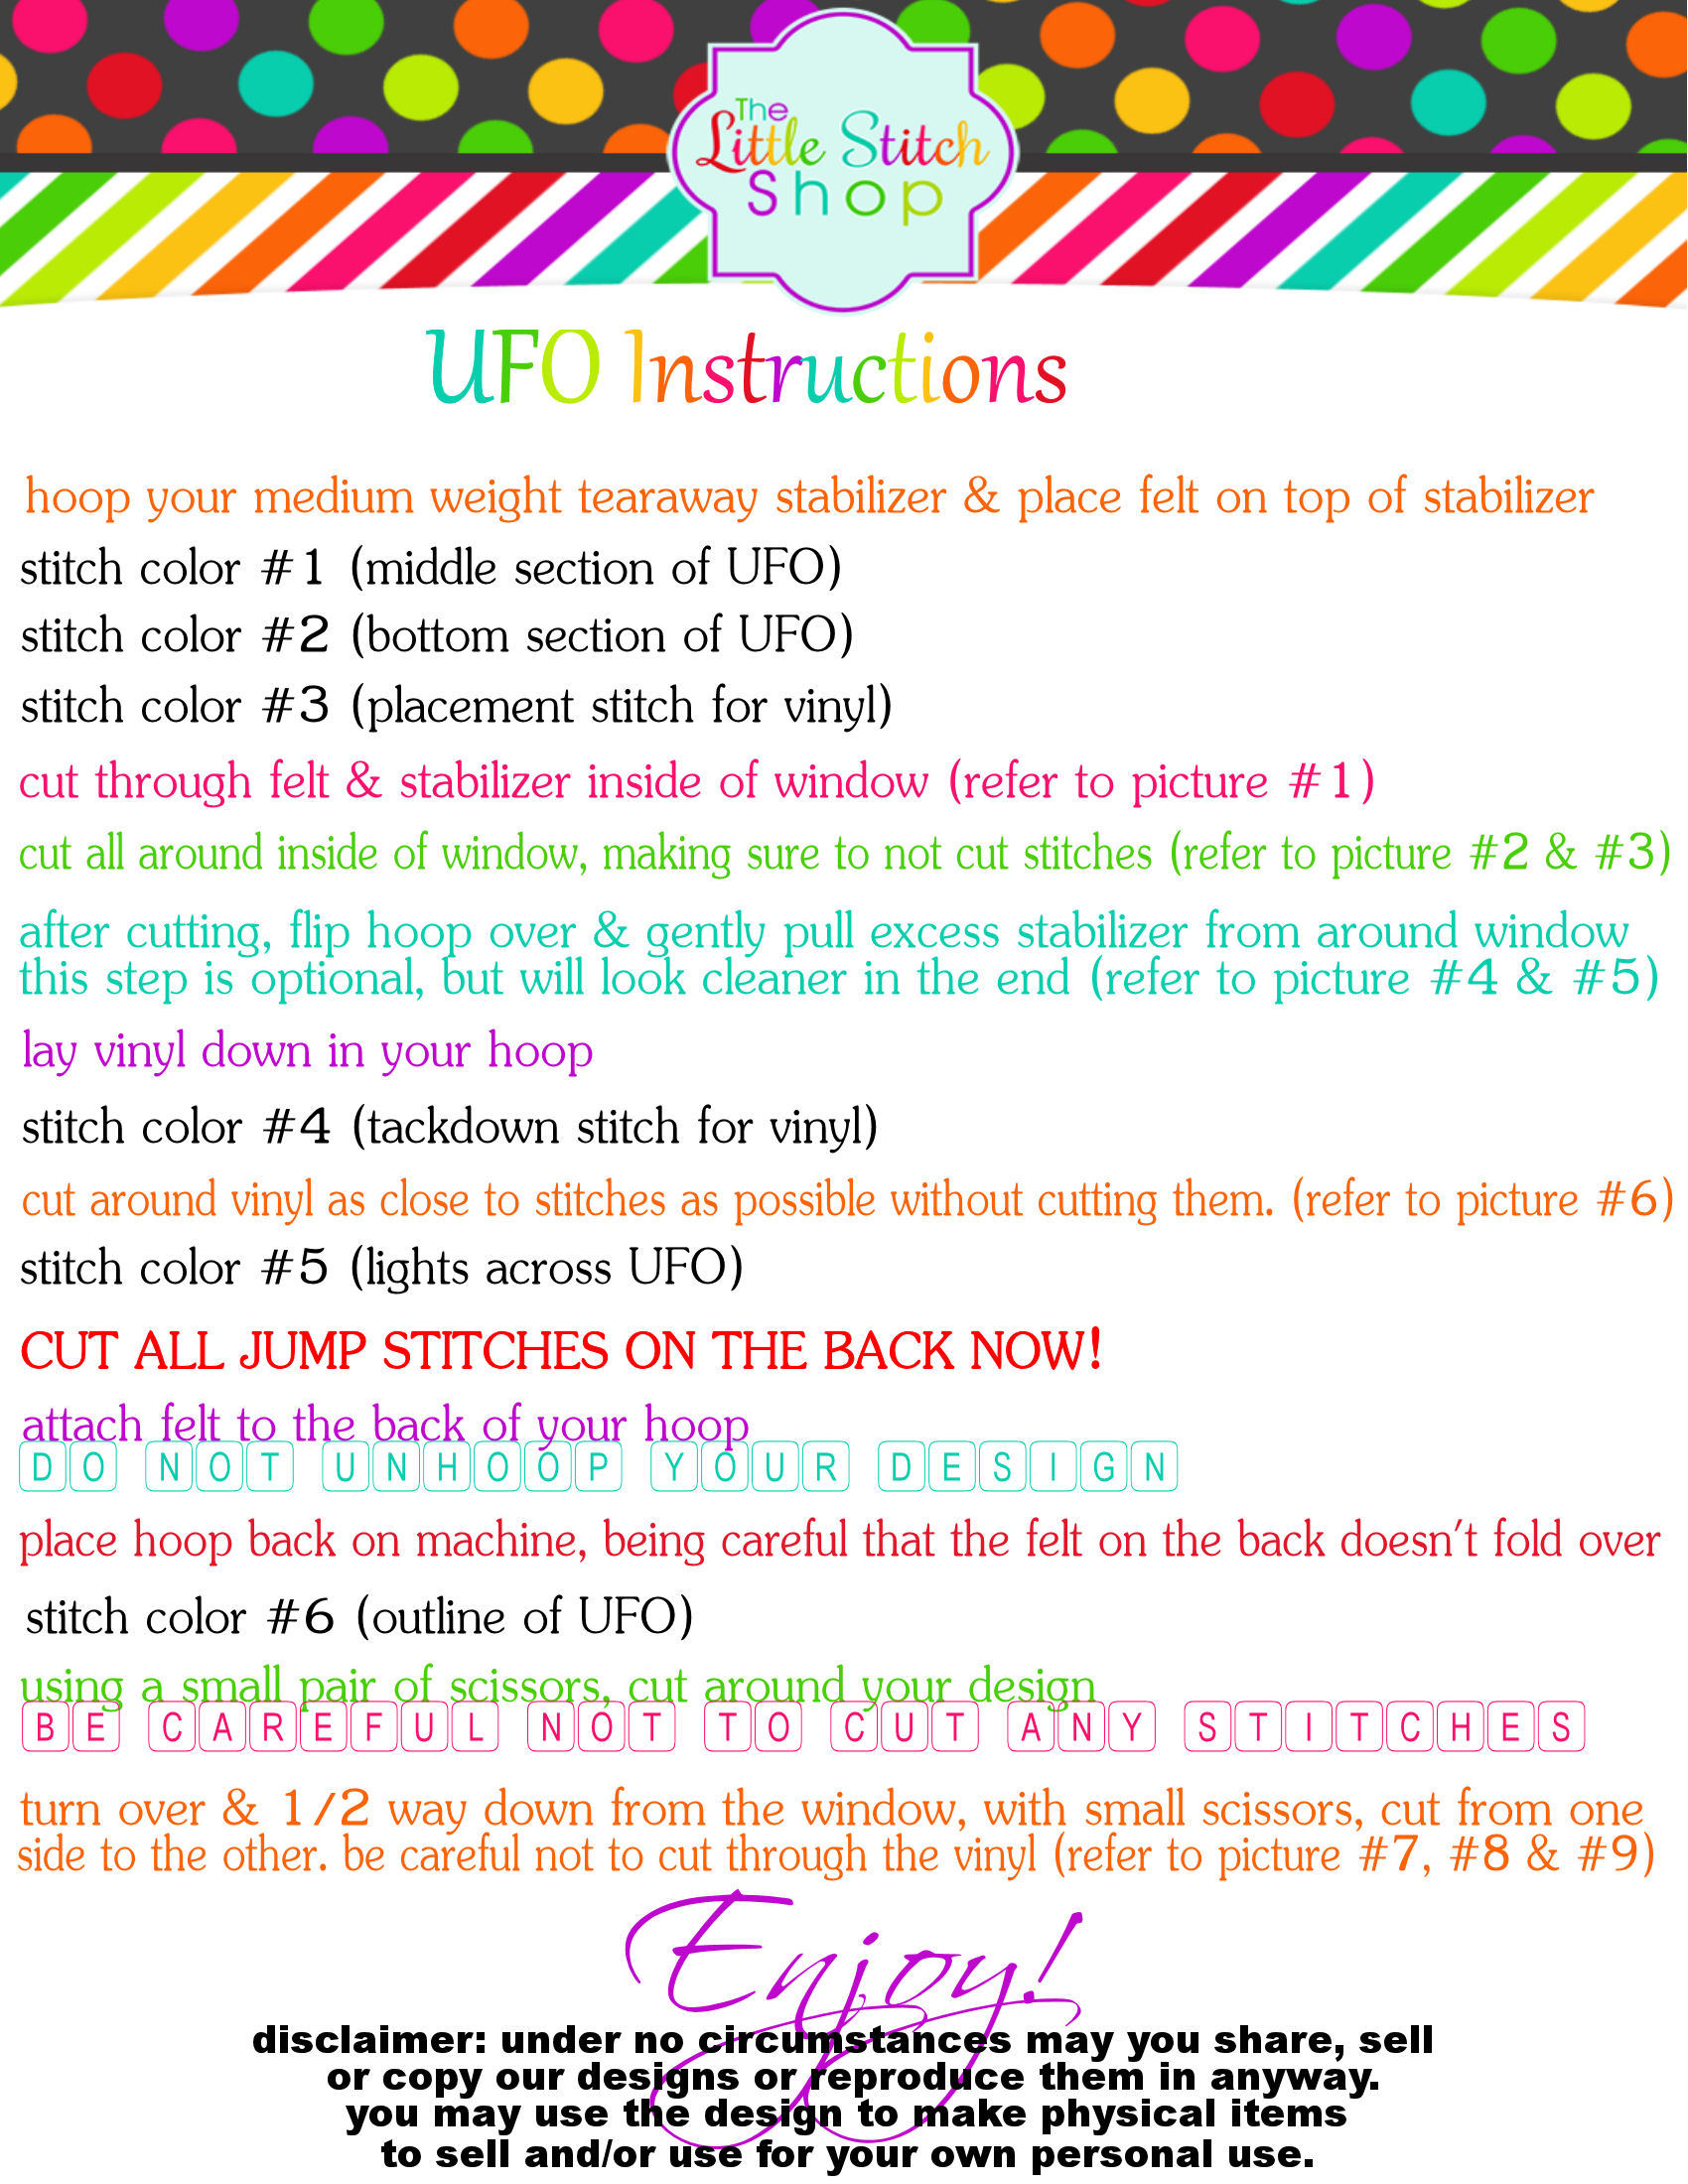 The
Little Stitch
Shop
UFO Instructions
hoop your medium weight tearaway stabilizer & place felt on top of stabilizer
stitch color #1 (middle section of UFO)
stitch color #2 (bottom section of UFO)
stitch color #3 (placement stitch for vinyl)
cut through felt & stabilizer inside of window (refer to picture #1)
cut all around inside of window, making sure to not cut stitches (refer to picture #2 & #3)
after cutting, flip hoop over & gently pull excess stabilizer from around window
this step is optional, but will look cleaner in the end (refer to picture #4 & #5)
lay vinyl down in your hoop
stitch color #4 (tackdown stitch for vinyl)
cut around vinyl as close to stitches as possible without cutting them. (refer to picture #6)
stitch color #5 (lights across UFO)
CUT ALL JUMP STITCHES ON THE BACK NOW!
attach felt to the back of your hoop
DO NOT UNHOOP YOUR DESIGN
place hoop back on machine, being careful that the felt on the back doesn't fold over
stitch color #6 (outline of UFO)
using a small pair of scissors, cut around your design
BE CAREFUL NOT TO CUT ANY STITCHES
turn over & 1/2 way down from the window, with small scissors, cut from one
side to the other. be careful not to cut through the vinyl (refer to picture #7, #8 & #9)
Enjoy!
disclaimer: under no circumstances may you share, sell
or copy our designs or reproduce them in anyway.
you may use the design to make physical items
to sell and/or use for your own personal use.